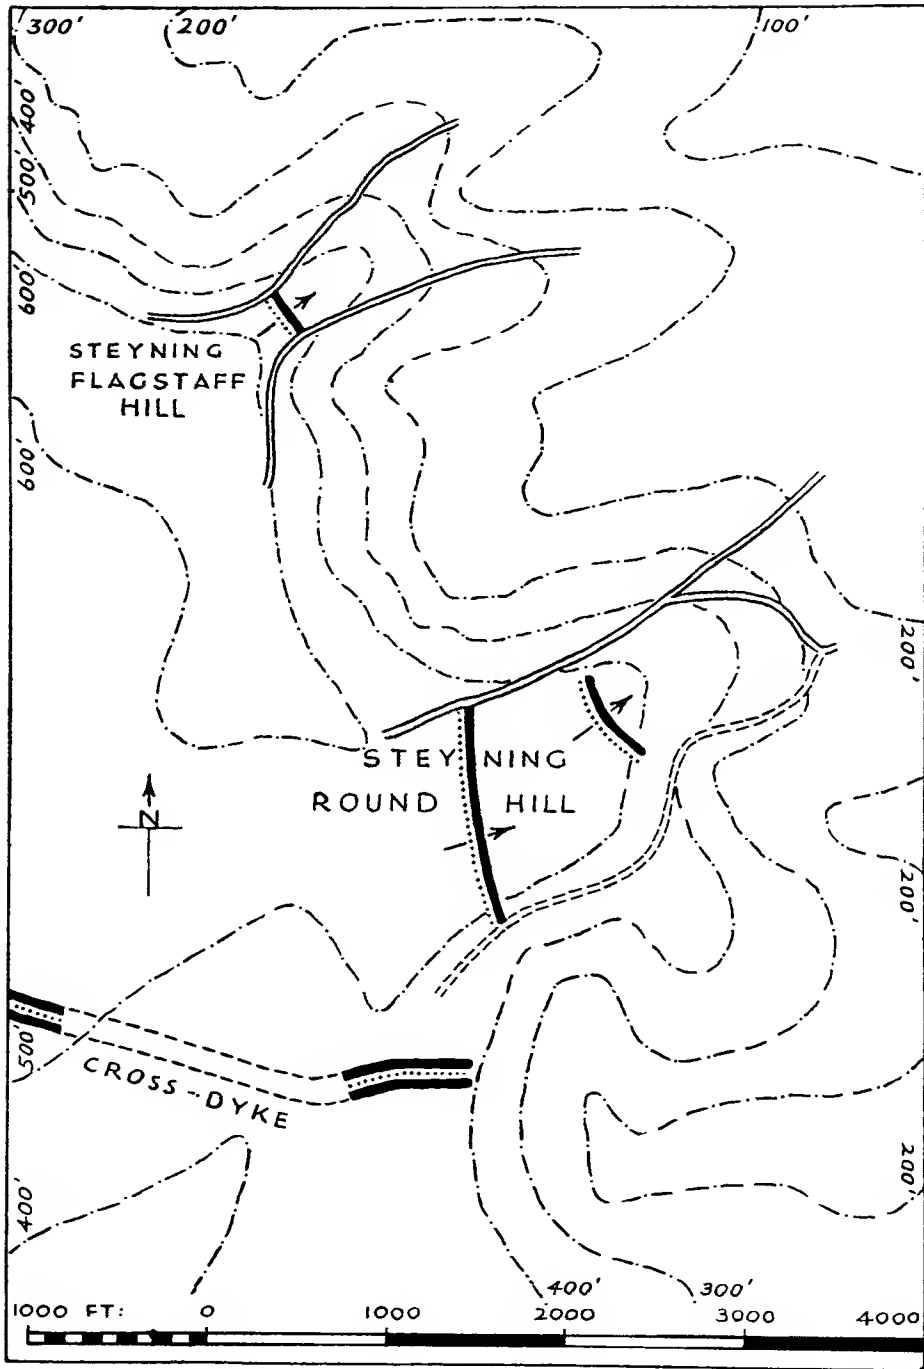 300' 200' 100'
400'
500'
600'
STEYNING
FLAGSTAFF
HILL
600'
200'
STEYNING
ROUND HILL
N
200'
500'
CROSS-DYKE
200'
400'
400' 300'
1000 FT: 0 1000 2000 3000 4000